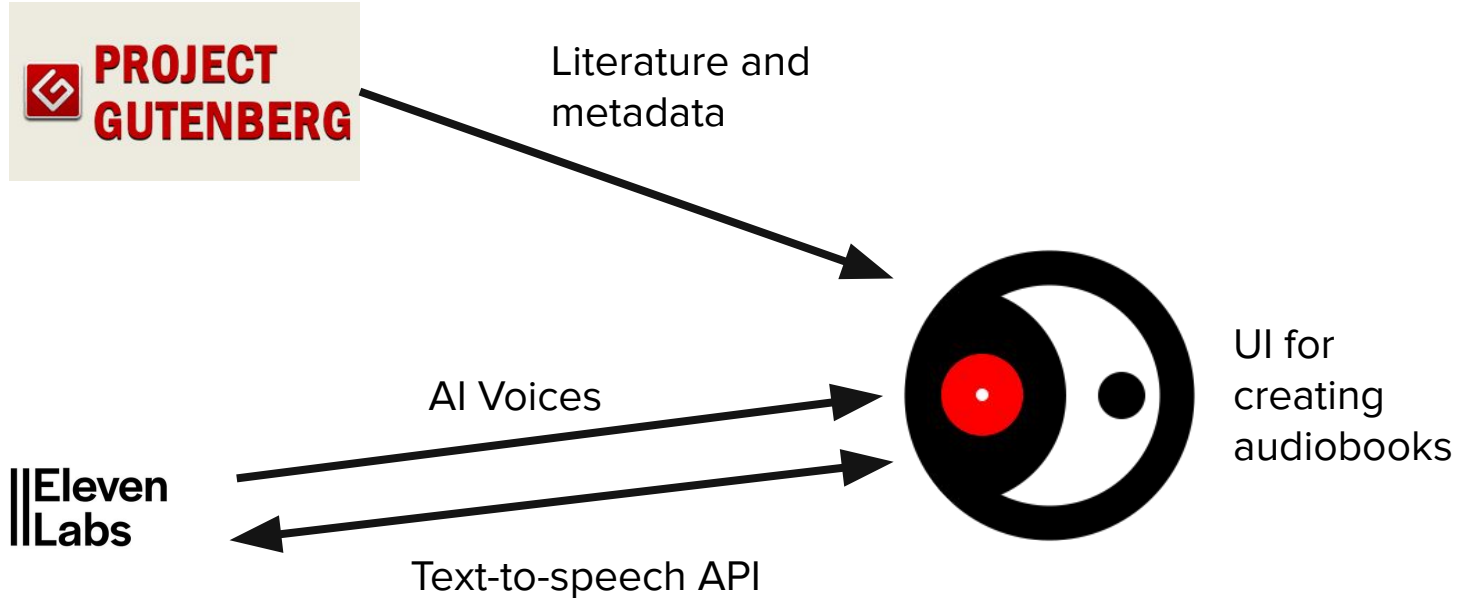 PROJECT
GUTENBERG
Literature and
metadata
AI Voices
UI for
creating
audiobooks
||Eleven
||Labs
Text-to-speech API